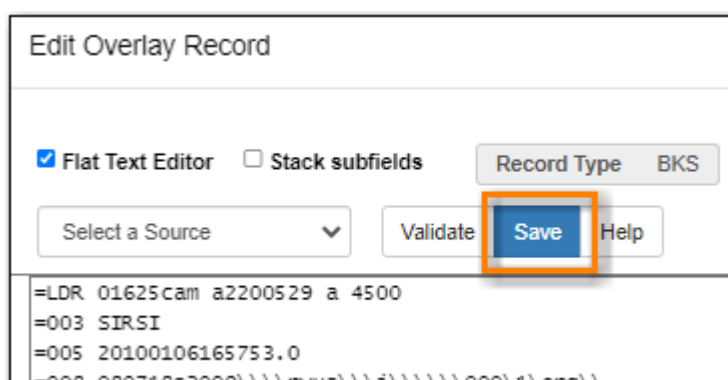 Edit Overlay Record
Flat Text Editor Stack subfields Record Type BKS
Select a Source Validate Save Help
=LDR 01625cam a2200529 a 4500
=003 SIRSI
=005 20100106165753.0